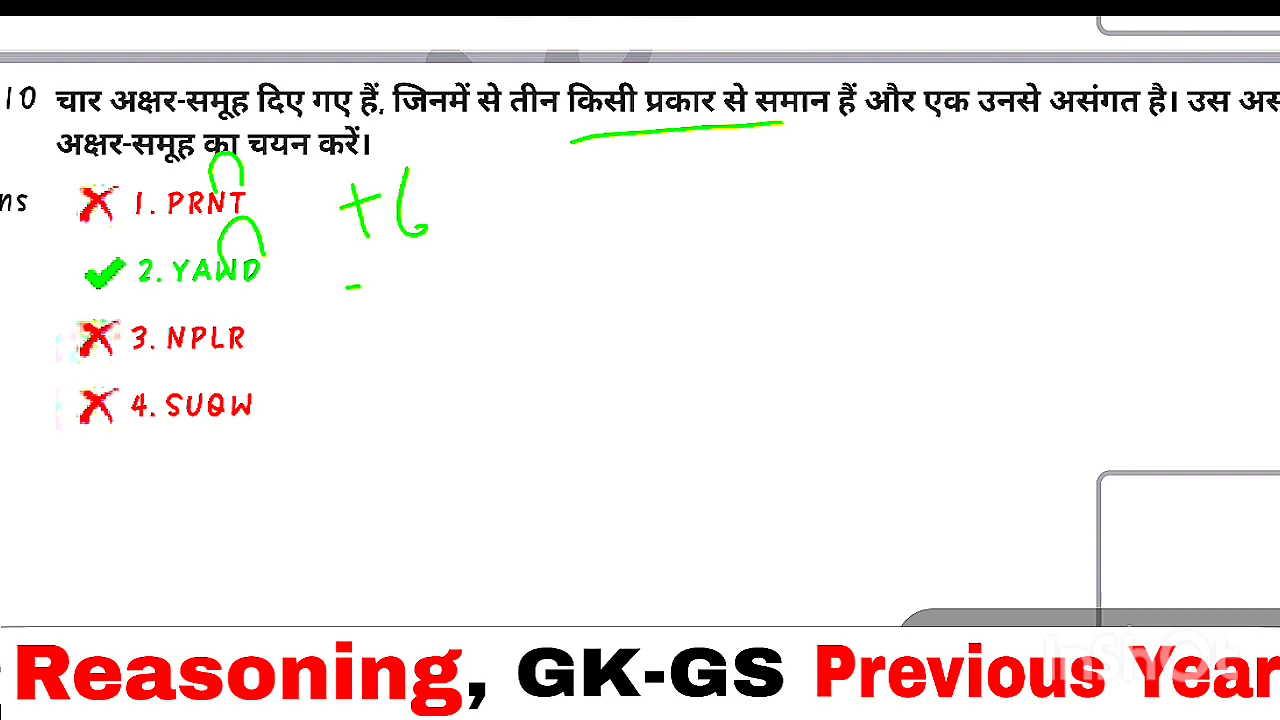 10 चार अक्षर-समूह दिए गए हैं, जिनमें से तीन किसी प्रकार से समान हैं और एक उनसे असंगत है। उस
अक्षर-समूह का चयन करें।
ns
1. PRNT +6
2. YAWD -
3. NPLR
4. SUQW
Reasoning, GK-GS Previous Year
InShOt